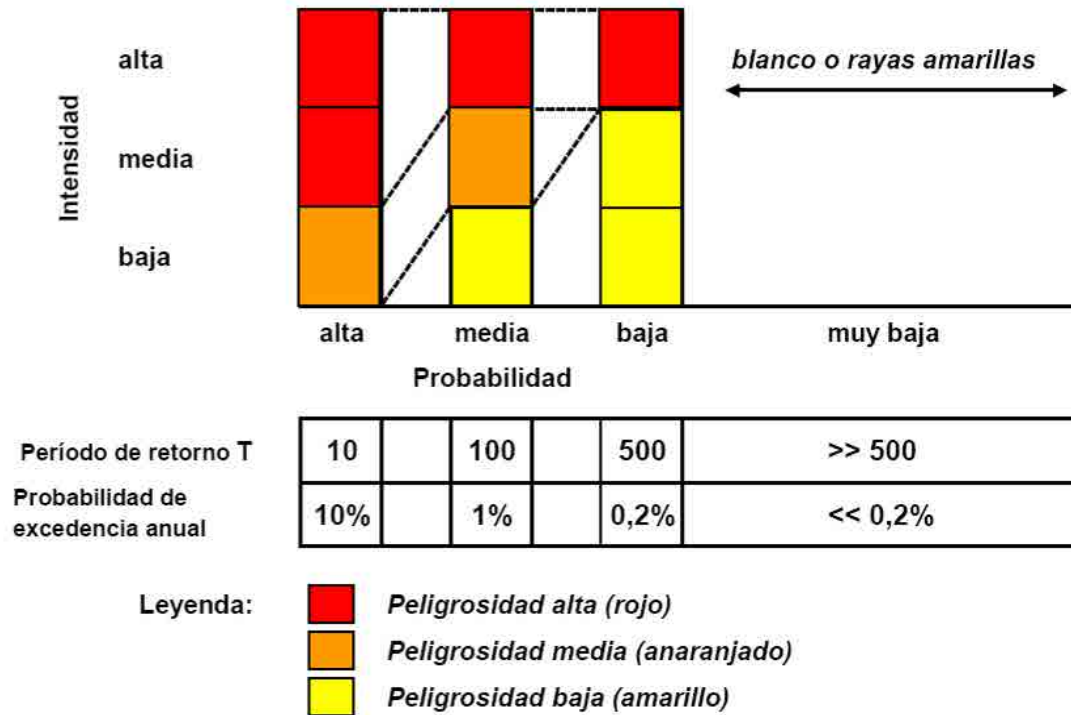 alta
blanco o rayas amarillas
Intensidad
media
baja
alta media baja muy baja
Probabilidad
Período de retorno T 10 100 500 >> 500
Probabilidad de
excedencia anual 10% 1% 0,2% << 0,2%
Leyenda: Peligrosidad alta (rojo)
Peligrosidad media (anaranjado)
Peligrosidad baja (amarillo)